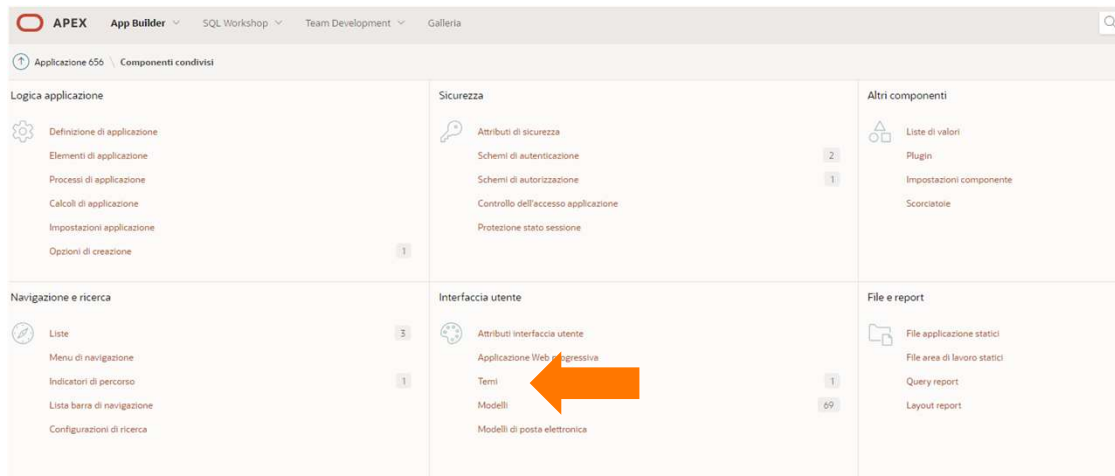 APEX App Builder SQL Workshop Team Development Galleria
Applicazione 656 \ Componenti condivisi
Logica applicazione
Definizione di applicazione
Elementi di applicazione
Processi di applicazione
Calcoli di applicazione
Impostazioni applicazione
Opzioni di creazione 1
Sicurezza
Attributi di sicurezza
Schemi di autenticazione 2
Schemi di autorizzazione 1
Controllo dell'accesso applicazione
Protezione stato sessione
Altri componenti
Liste di valori
Plugin
Impostazioni componente
Scorciatoie
Navigazione e ricerca
Liste 3
Menu di navigazione
Indicatori di percorso 1
Lista barra di navigazione
Configurazioni di ricerca
Interfaccia utente
Attributi interfaccia utente
Applicazione Web progressiva
Temi 1
Modelli 69
Modelli di posta elettronica
File e report
File applicazione statici
File area di lavoro statici
Query report
Layout report